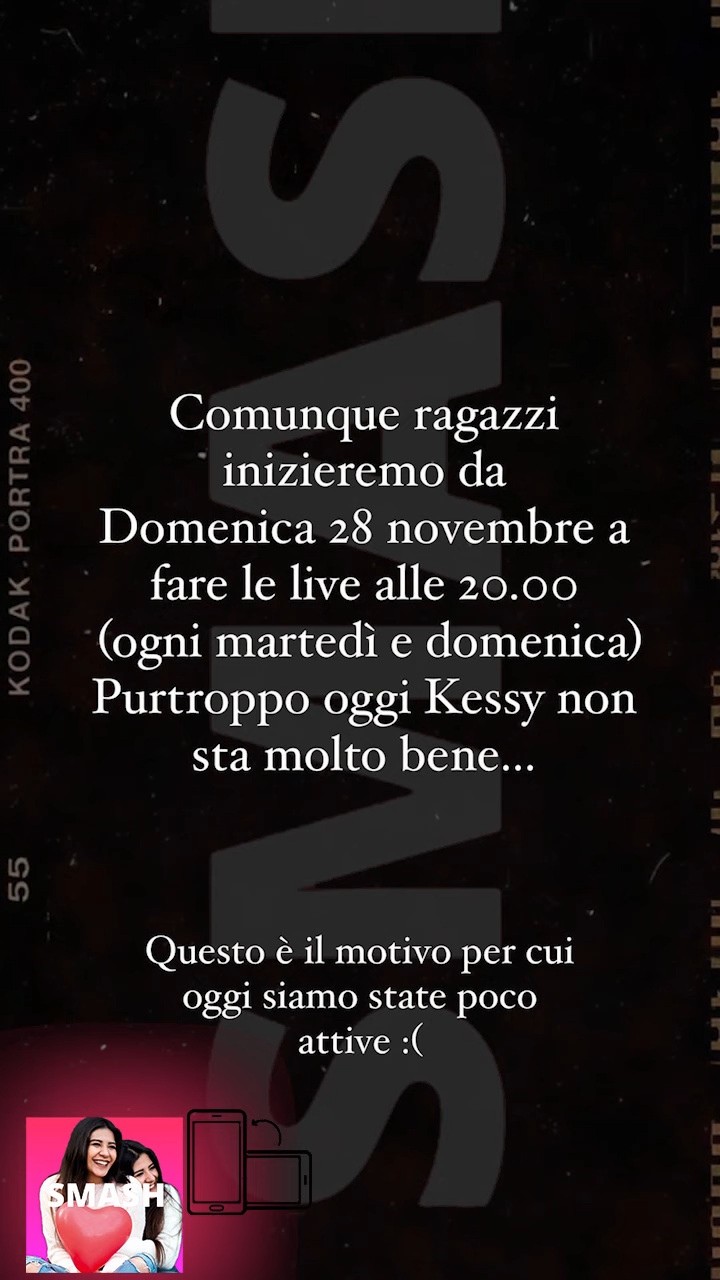 SMASH
KODAK . PORTRA 400
55
Comunque ragazzi
inizieremo da
Domenica 28 novembre a
fare le live alle 20.00
(ogni martedì e domenica)
Purtroppo oggi Kessy non
sta molto bene...
Questo è il motivo per cui
oggi siamo state poco
attive :(
SMASH